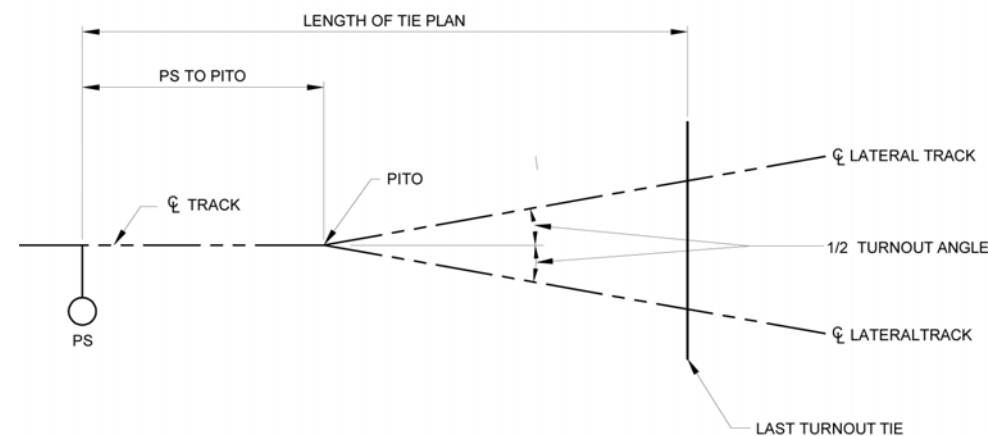 LENGTH OF TIE PLAN
PS TO PITO
℄ LATERAL TRACK
PITO
℄ TRACK
1/2 TURNOUT ANGLE
PS
℄ LATERALTRACK
LAST TURNOUT TIE